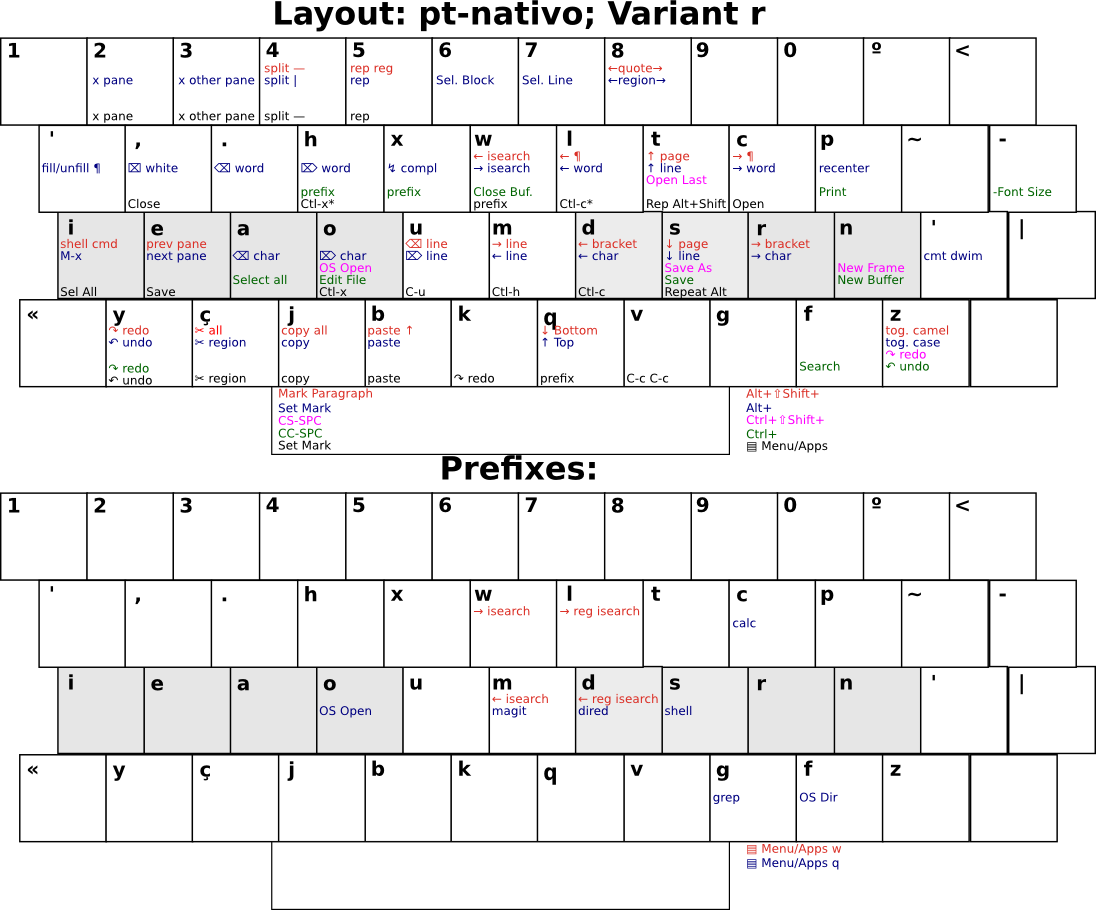 Layout: pt-nativo; Variant r
1 2 3 4 5 6 7 8 9 0 º <
split — rep reg ←quote→
x pane x other pane split | rep Sel. Block Sel. Line ←region→
x pane x other pane split — rep
' , . h x w l t c p ~ -
← isearch ← ¶ ↑ page → ¶
fill/unfill ¶ ⌧ white ⌫ word ⌦ word ↯ compl → isearch ← word ↑ line → word recenter
Open Last
prefix prefix Close Buf. Print -Font Size
Close Ctl-x* prefix Ctl-c* Rep Alt+Shift Open
i e a o u m d s r n ' |
shell cmd prev pane ⌫ line → line ← bracket ↓ page → bracket
M-x next pane ⌫ char ⌦ char ⌦ line ← line ← char ↓ line → char cmt dwim
OS Open Save As New Frame
Select all Edit File Save New Buffer
Sel All Save Ctl-x C-u Ctl-h Ctl-c Repeat Alt
« y ç j b k q v g f z
↷ redo ✂ all copy all paste ↑ ↓ Bottom tog. camel
↶ undo ✂ region copy paste ↑ Top tog. case
↷ redo
↷ redo Search ↶ undo
↶ undo ✂ region copy paste ↷ redo prefix C-c C-c
Mark Paragraph Alt+⇧Shift+
Set Mark Alt+
CS-SPC Ctrl+⇧Shift+
CC-SPC Ctrl+
Set Mark ▤ Menu/Apps
Prefixes:
1 2 3 4 5 6 7 8 9 0 º <
' , . h x w l t c p ~ -
→ isearch → reg isearch
calc
i e a o u m d s r n ' |
← isearch ← reg isearch
OS Open magit dired shell
« y ç j b k q v g f z
grep OS Dir
▤ Menu/Apps w
▤ Menu/Apps q